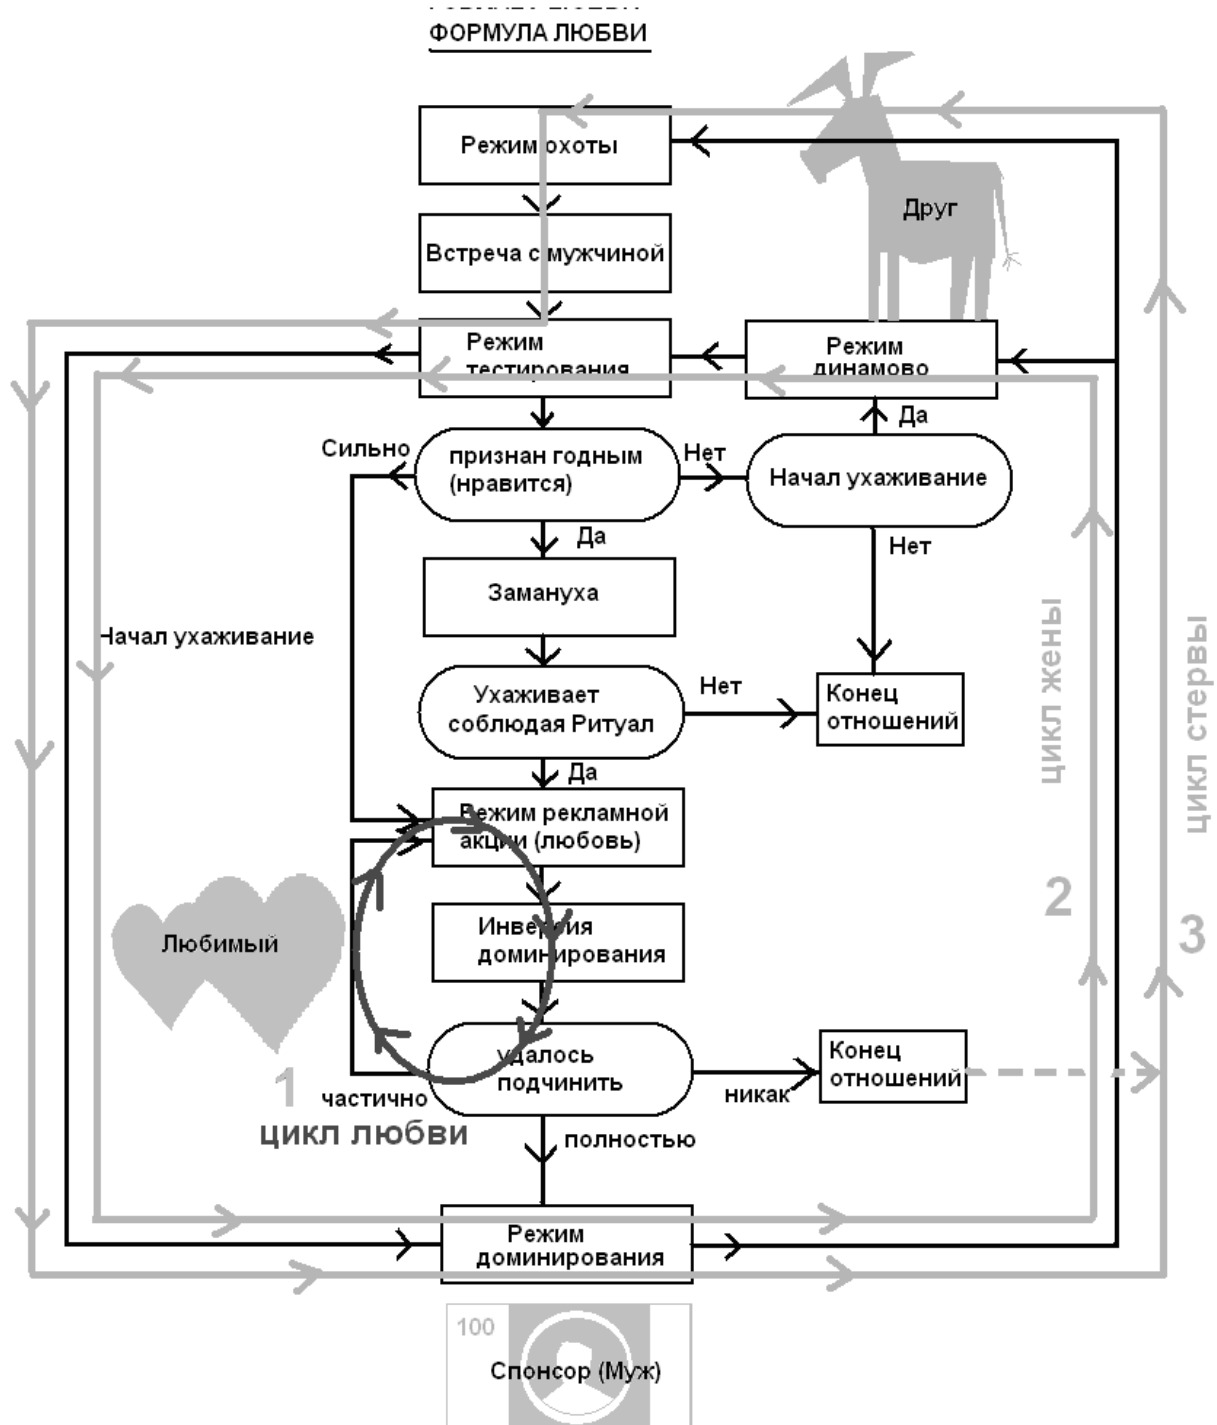 ФОРМУЛА ЛЮБВИ
Режим охоты
Друг
Встреча с мужчиной
Режим
тестирования
Режим
динамово
Да
Сильно
признан годным
(нравится)
Нет
Начал ухаживание
Да
Нет
Замануха
Начал ухаживание
цикл жены
цикл стервы
Ухаживает
соблюдая Ритуал
Нет
Конец
отношений
Да
Режим рекламной
акции (любовь)
2
3
Любимый
Инверсия
доминирования
1
удалось
подчинить
Конец
отношений
частично
никак
цикл любви
полностью
Режим
доминирования
100
Спонсор (Муж)